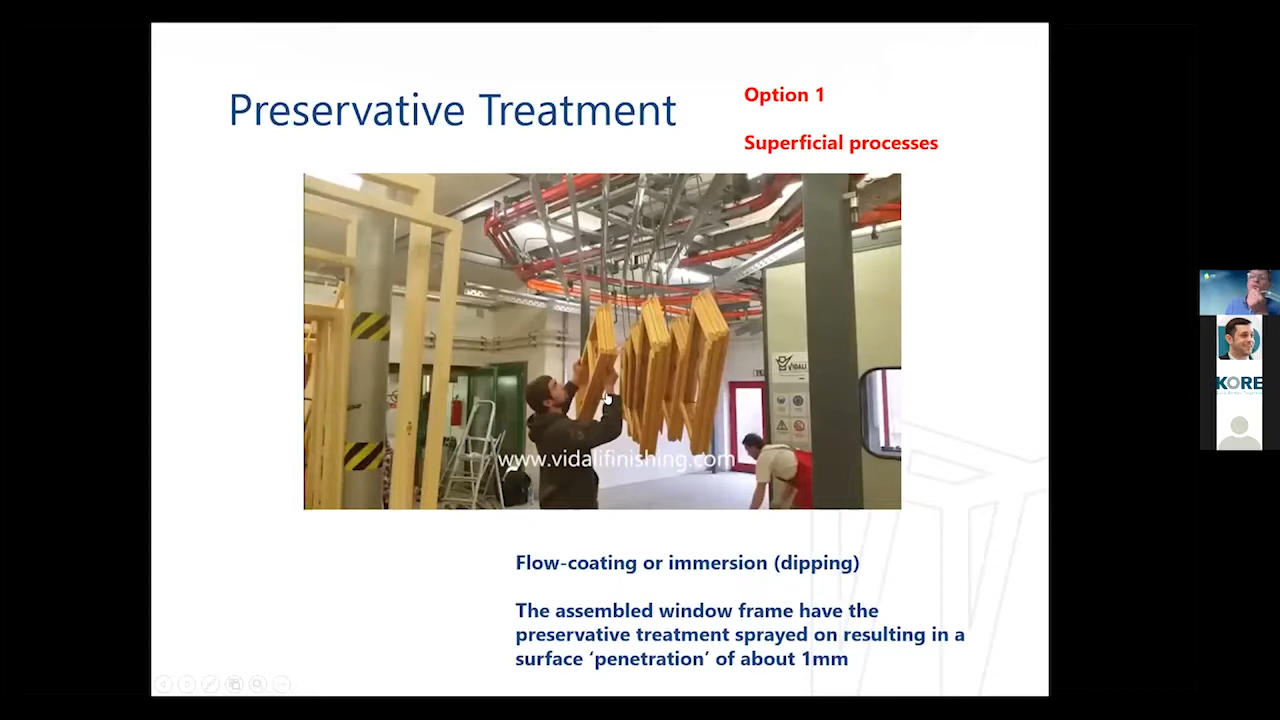 Preservative Treatment
Option 1
Superficial processes
VIDALI
www.vidalifinishing.com
KORE
Flow-coating or immersion (dipping)
The assembled window frame have the
preservative treatment sprayed on resulting in a
surface ‘penetration’ of about 1mm